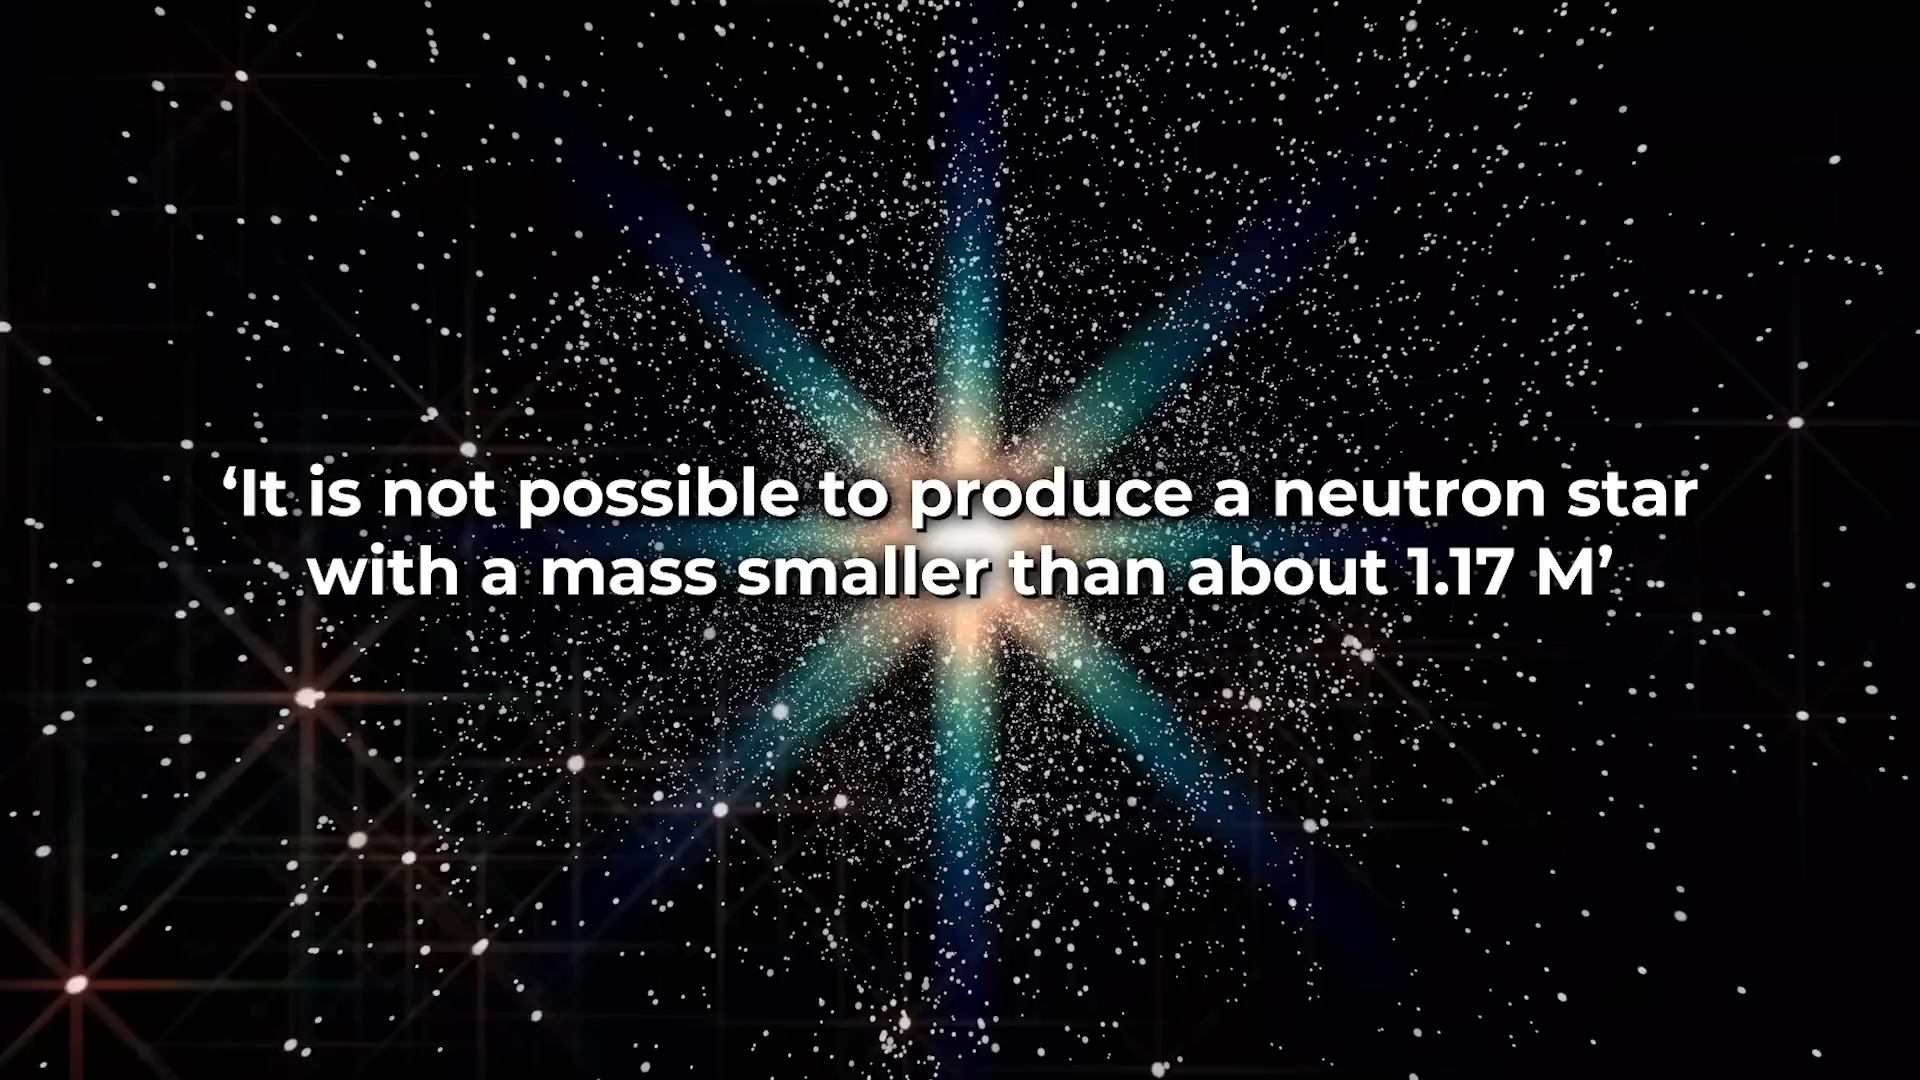 ‘It is not possible to produce a neutron star
with a mass smaller than about 1.17 M’